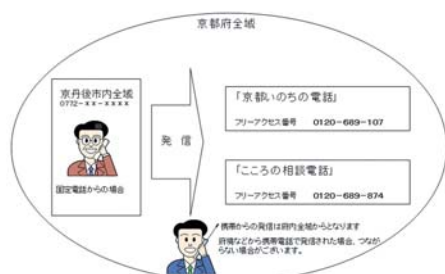 京都府全域
京丹後市内全域
0772-××-××××
固定電話からの場合
発 信
「京都いのちの電話」
フリーアクセス番号 0120-689-107
「こころの相談電話」
フリーアクセス番号 0120-689-874
携帯からの発信は府内全域からとなります
府境などから携帯電話で発信された場合、つなが
らない場合がございます。